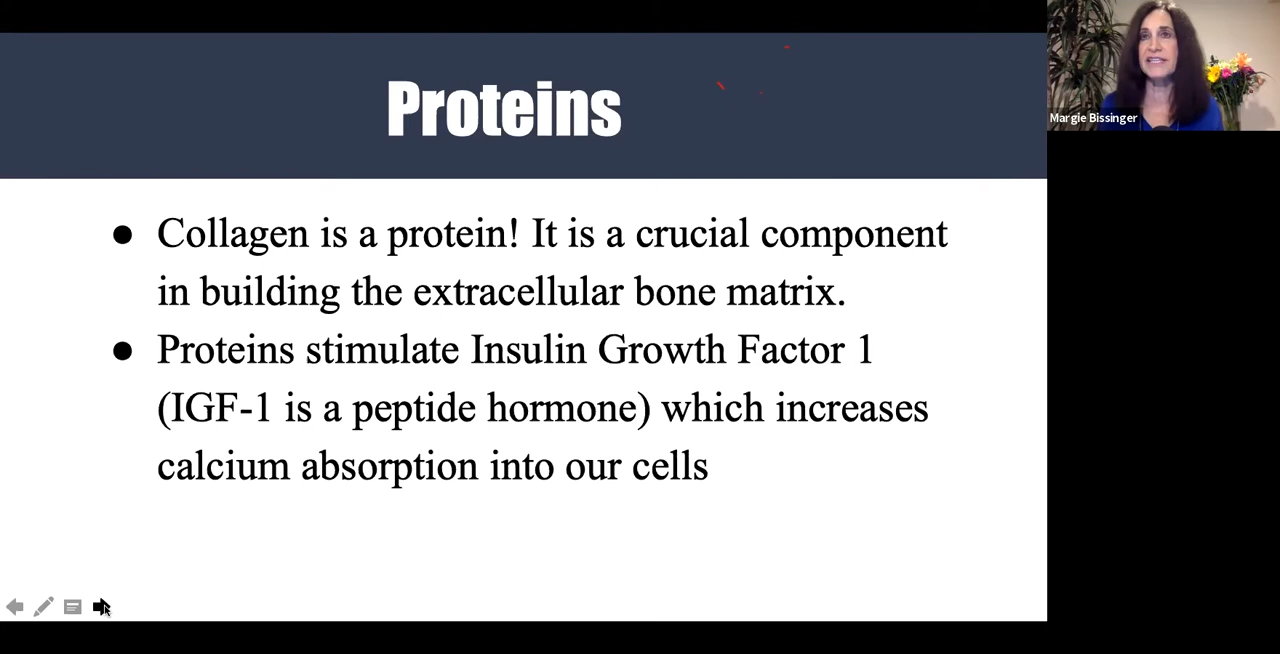 Proteins
Margie Bissinger
● Collagen is a protein! It is a crucial component
in building the extracellular bone matrix.
● Proteins stimulate Insulin Growth Factor 1
(IGF-1 is a peptide hormone) which increases
calcium absorption into our cells